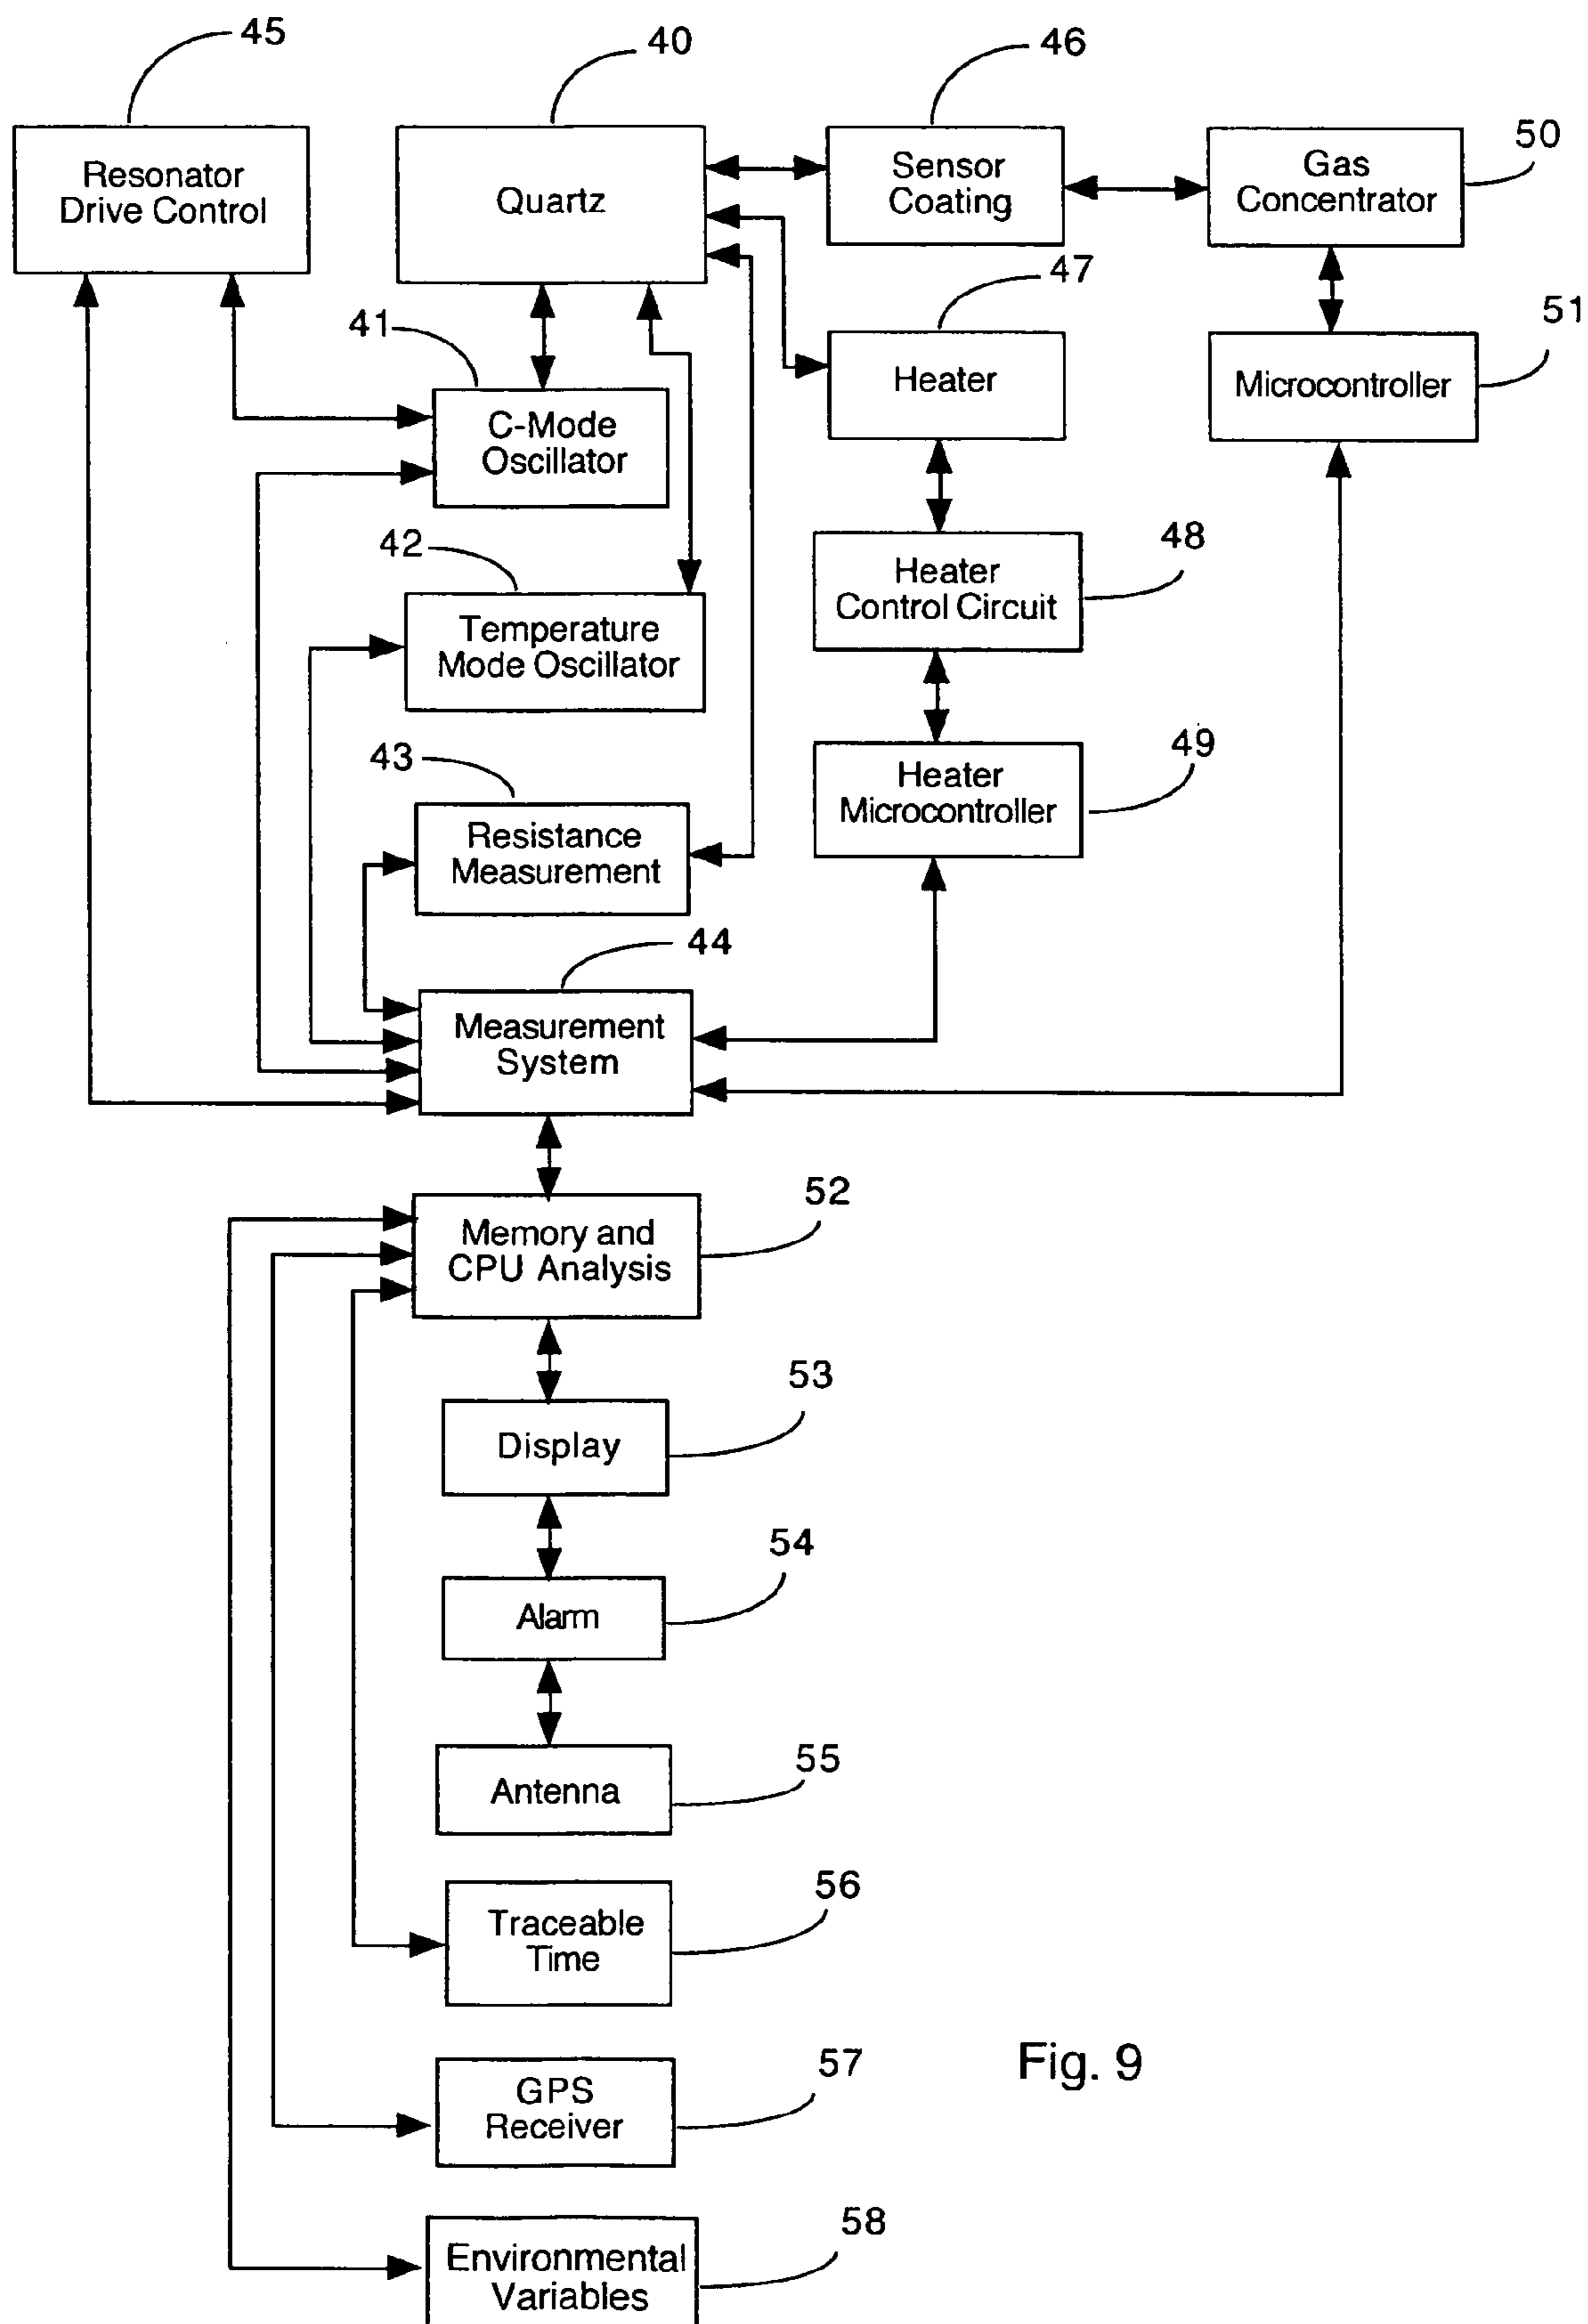 45
40
46
50
Resonator
Drive Control
Quartz
Sensor
Coating
Gas
Concentrator
47
51
41
Heater
Microcontroller
C-Mode
Oscillator
42
48
Heater
Control Circuit
Temperature
Mode Oscillator
43
49
Heater
Microcontroller
Resistance
Measurement
44
Measurement
System
52
Memory and
CPU Analysis
53
Display
54
Alarm
55
Antenna
56
Traceable
Time
57
GPS
Receiver
Fig. 9
58
Environmental
Variables